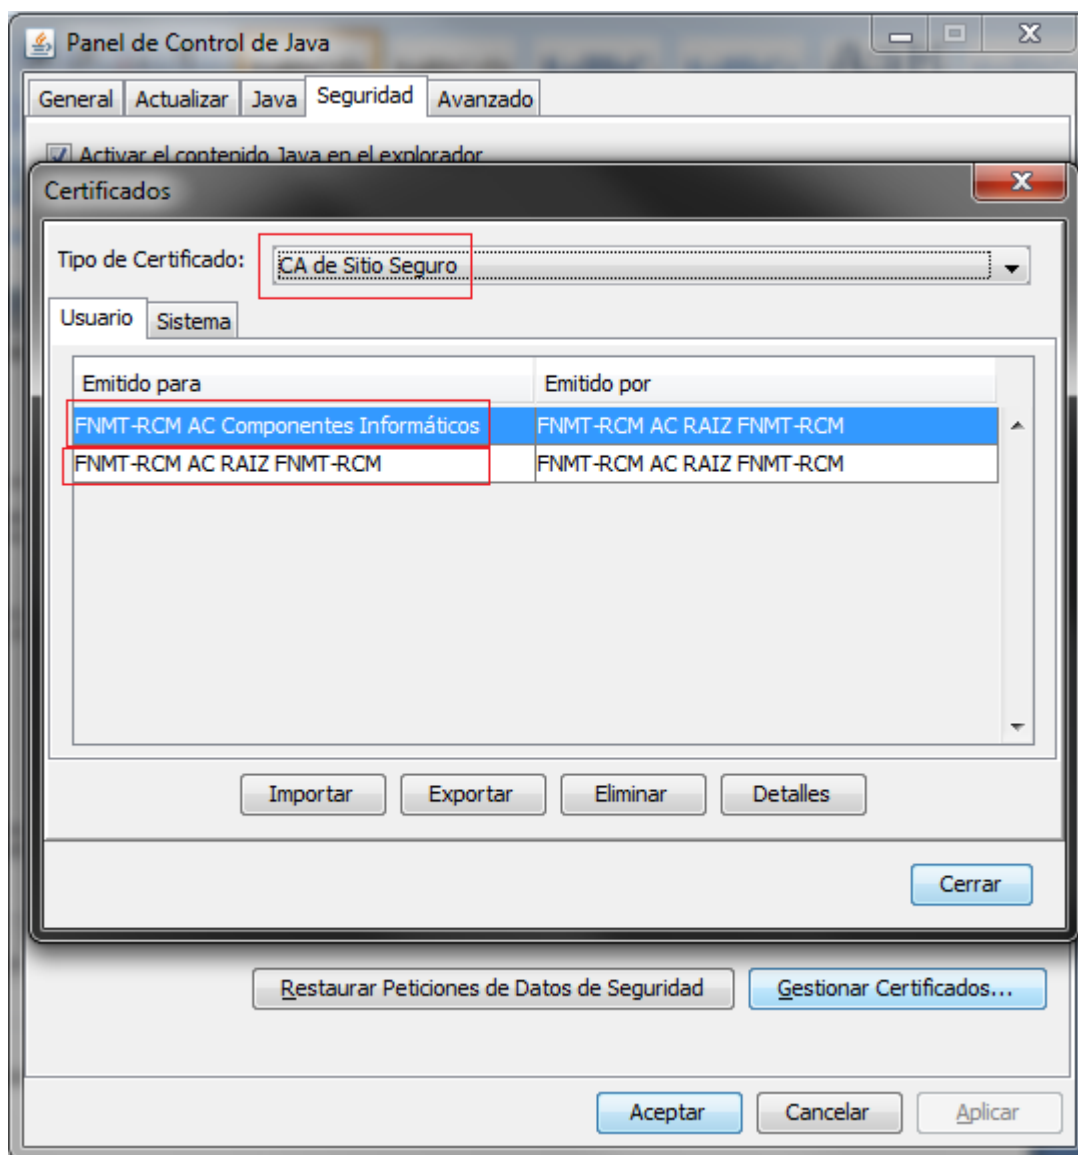 Panel de Control de Java
General Actualizar Java Seguridad Avanzado
Activar el contenido Java en el explorador
Certificados
Tipo de Certificado: CA de Sitio Seguro
Usuario Sistema
Emitido para Emitido por
FNMT-RCM AC Componentes Informáticos FNMT-RCM AC RAIZ FNMT-RCM
FNMT-RCM AC RAIZ FNMT-RCM FNMT-RCM AC RAIZ FNMT-RCM
Importar Exportar Eliminar Detalles
Cerrar
Restaurar Peticiones de Datos de Seguridad Gestionar Certificados...
Aceptar Cancelar Aplicar